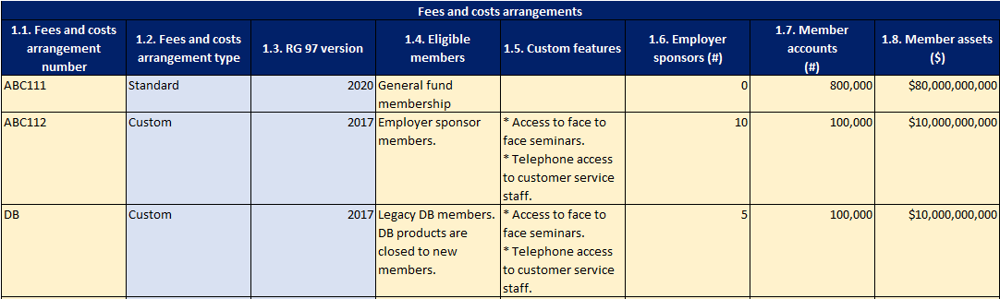 Fees and costs arrangements
1.1. Fees and costs
arrangement
number
1.2. Fees and costs
arrangement type
1.3. RG 97 version
1.4. Eligible
members
1.5. Custom features
1.6. Employer
sponsors (#)
1.7. Member
accounts
(#)
1.8. Member assets
($)
ABC111
Standard
2020
General fund
membership
0
800,000
$80,000,000,000
ABC112
Custom
2017
Employer sponsor
members.
* Access to face to
face seminars.
* Telephone access
to customer service
staff.
10
100,000
$10,000,000,000
DB
Custom
2017
Legacy DB members.
DB products are
closed to new
members.
* Access to face to
face seminars.
* Telephone access
to customer service
staff.
5
100,000
$10,000,000,000